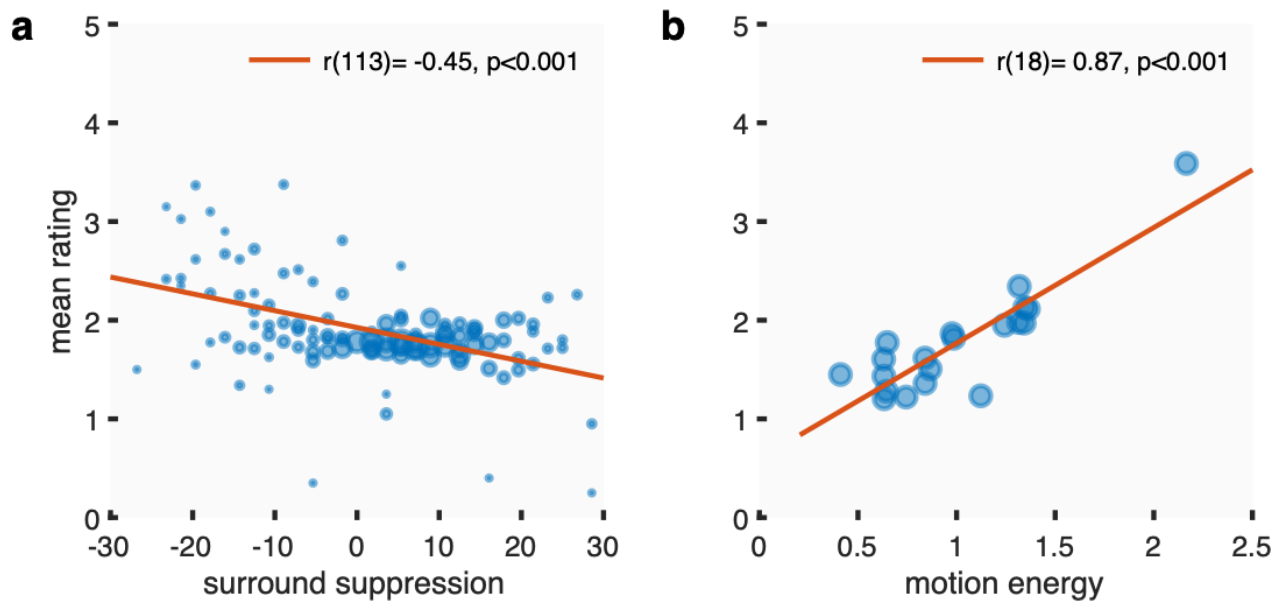 a
r(113)= -0.45, p<0.001
5
4
3
2
1
0
mean rating
-30 -20 -10 0 10 20 30
surround suppression
b
r(18)= 0.87, p<0.001
5
4
3
2
1
0
0 0.5 1 1.5 2 2.5
motion energy